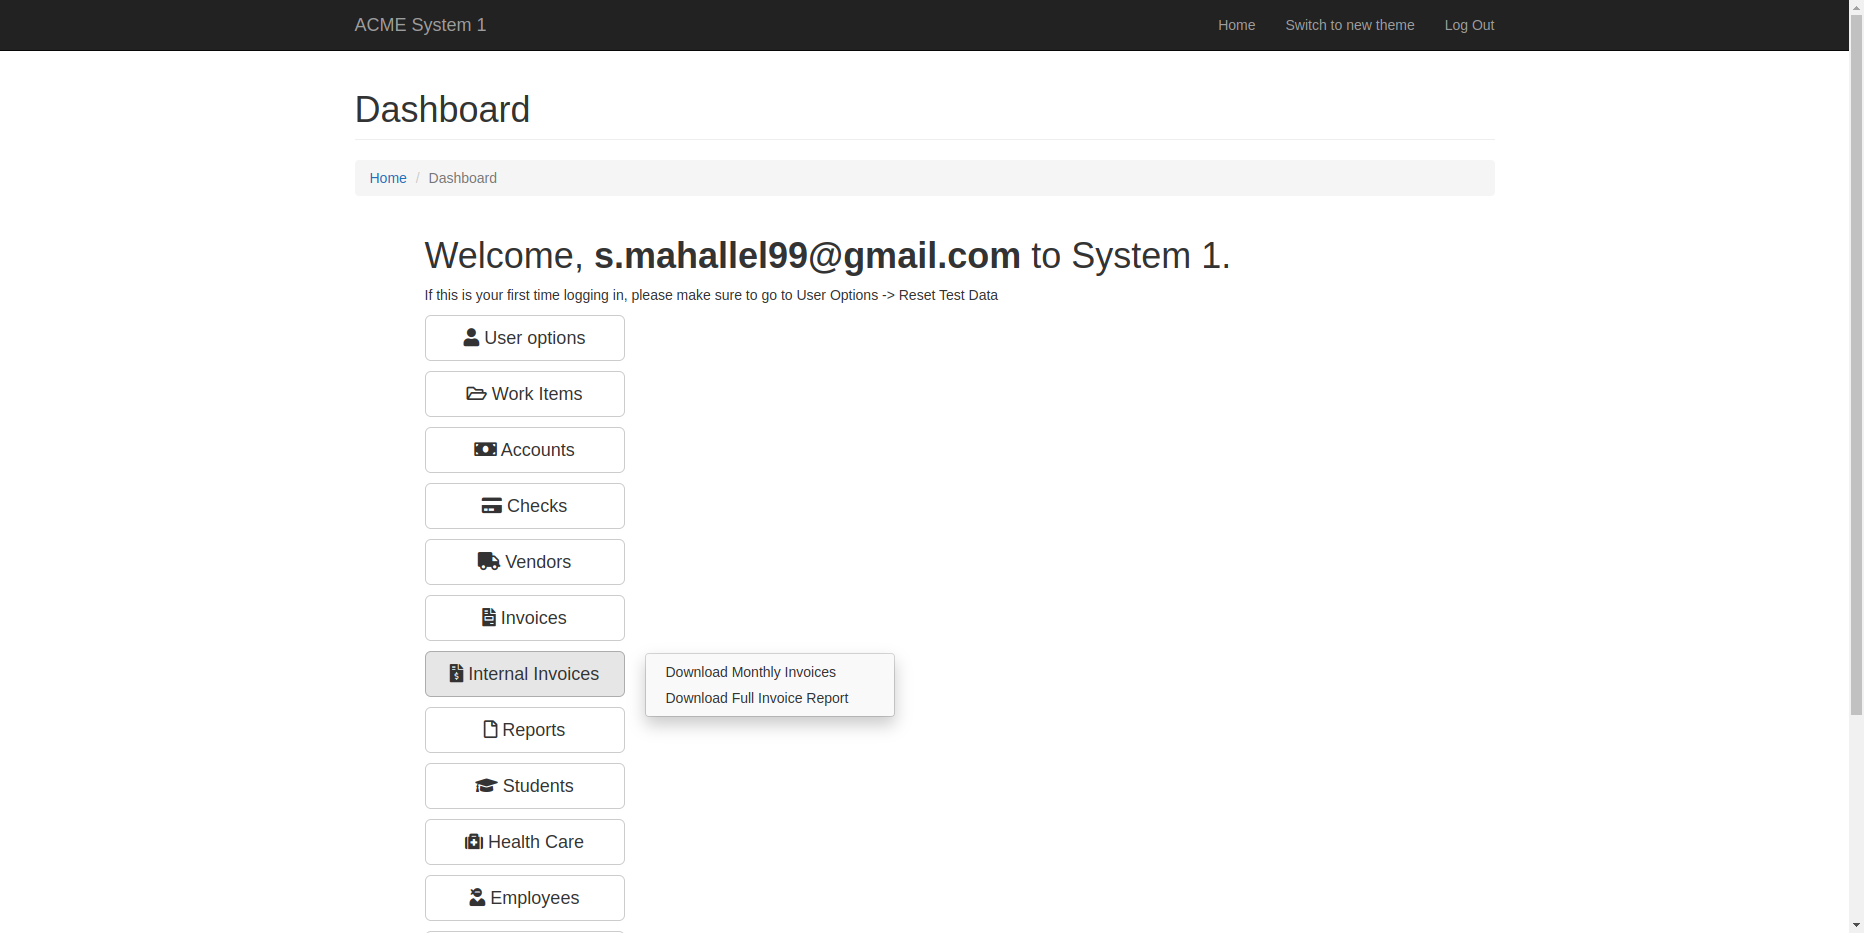 ACME System 1
Home
Switch to new theme
Log Out
Dashboard
Home / Dashboard
Welcome, s.mahallel99@gmail.com to System 1.
If this is your first time logging in, please make sure to go to User Options -> Reset Test Data
User options
Work Items
Accounts
Checks
Vendors
Invoices
Internal Invoices
Download Monthly Invoices
Download Full Invoice Report
Reports
Students
Health Care
Employees